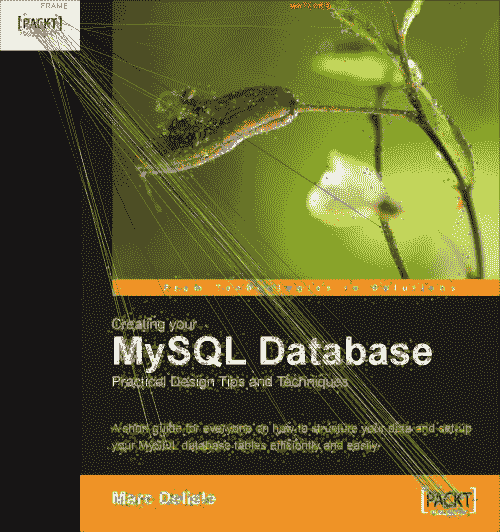 FRAME
[PACKT]
PUBLISHING
From Technologies to Solutions
Creating your
MySQL Database
Practical Design Tips and Techniques
A short guide for everyone on how to structure your data and set-up
your MySQL database tables efficiently and easily.
Marc Delisle
[PACKT]
PUBLISHING